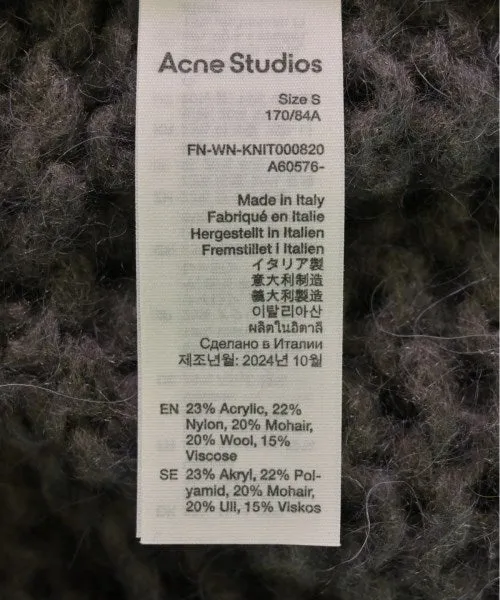 Acne Studios
Size S
170/84A
FN-WN-KNIT000820
A60576-
Made in Italy
Fabriqué en Italie
Hergestellt in Italien
Fremstillet i Italien
イタリア製
意大利制造
義大利製造
이탈리아산
ผลิตในอิตาลี
Сделано в Италии
제조년월: 2024년 10월
EN 23% Acrylic, 22%
Nylon, 20% Mohair,
20% Wool, 15%
Viscose
SE 23% Akryl, 22% Pol-
yamid, 20% Mohair,
20% Ull, 15% Viskos